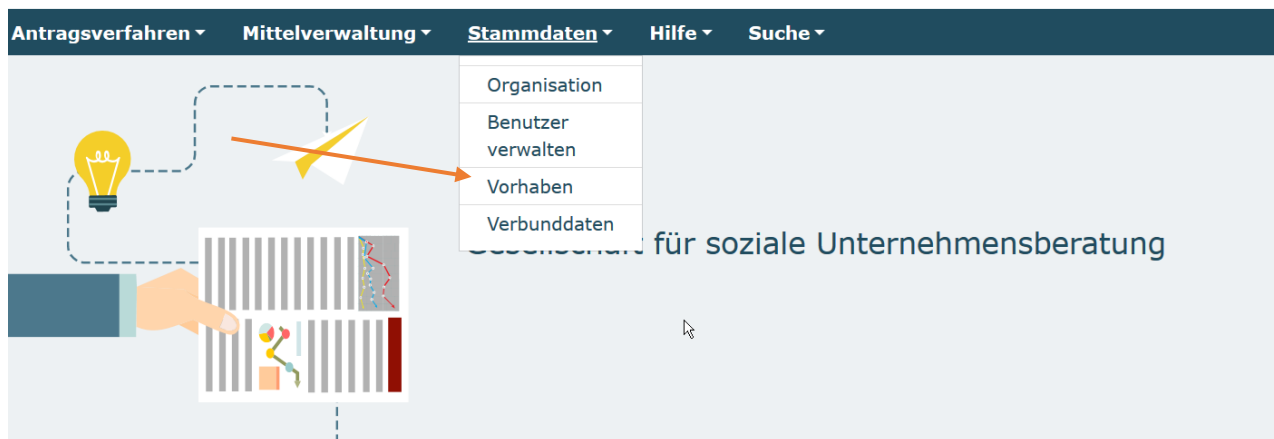 Antragsverfahren Mittelverwaltung Stammdaten Hilfe Suche
Organisation
Benutzer
verwalten
Vorhaben
Verbunddaten
für soziale Unternehmensberatung